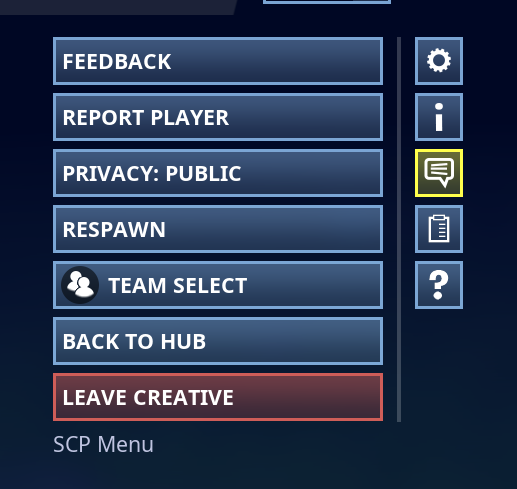 FEEDBACK
REPORT PLAYER
PRIVACY: PUBLIC
RESPAWN
TEAM SELECT
BACK TO HUB
LEAVE CREATIVE
SCP Menu